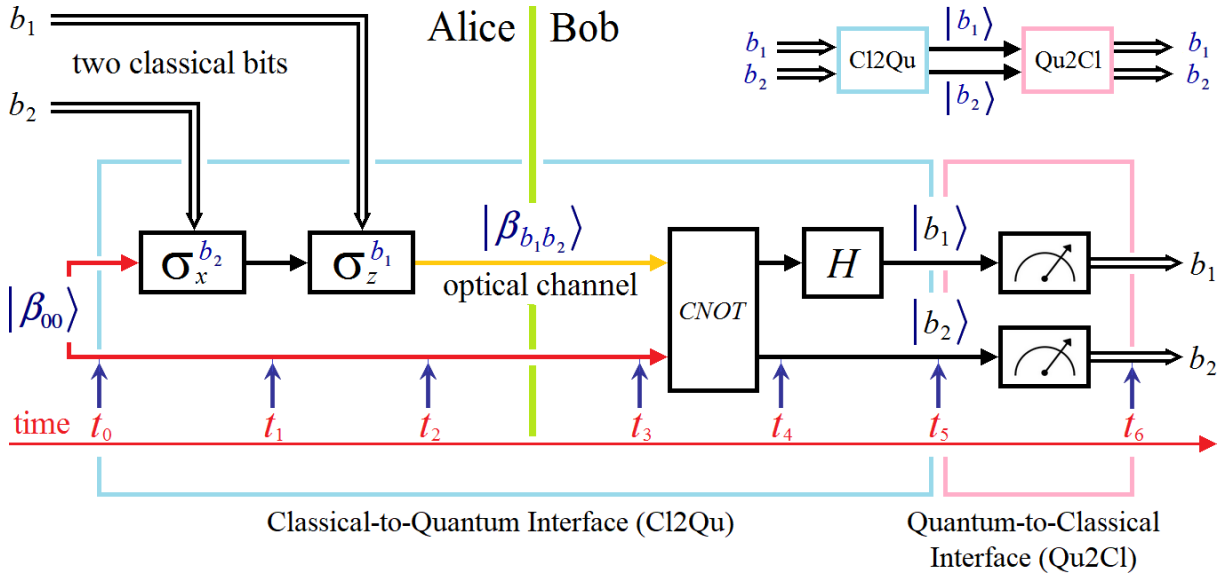 b₁
two classical bits
b₂
Alice
Bob
b₁
b₂
Cl2Qu
|b₁⟩
|b₂⟩
Qu2Cl
b₁
b₂
|β₀₀⟩
σₓ^b₂
σ_z^b₁
|β_b₁b₂⟩
optical channel
CNOT
H
|b₁⟩
|b₂⟩
b₁
b₂
time
t₀
t₁
t₂
t₃
t₄
t₅
t₆
Classical-to-Quantum Interface (Cl2Qu)
Quantum-to-Classical
Interface (Qu2Cl)